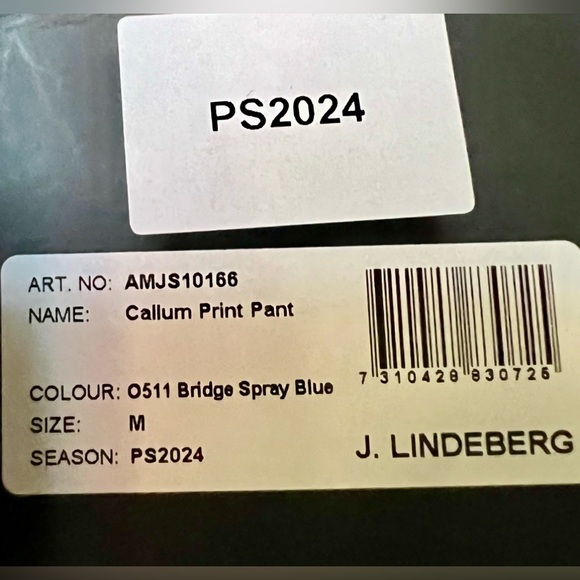 PS2024
ART. NO: AMJS10166
NAME: Callum Print Pant
COLOUR: O511 Bridge Spray Blue
SIZE: M
SEASON: PS2024
7 310428 830725
J. LINDEBERG